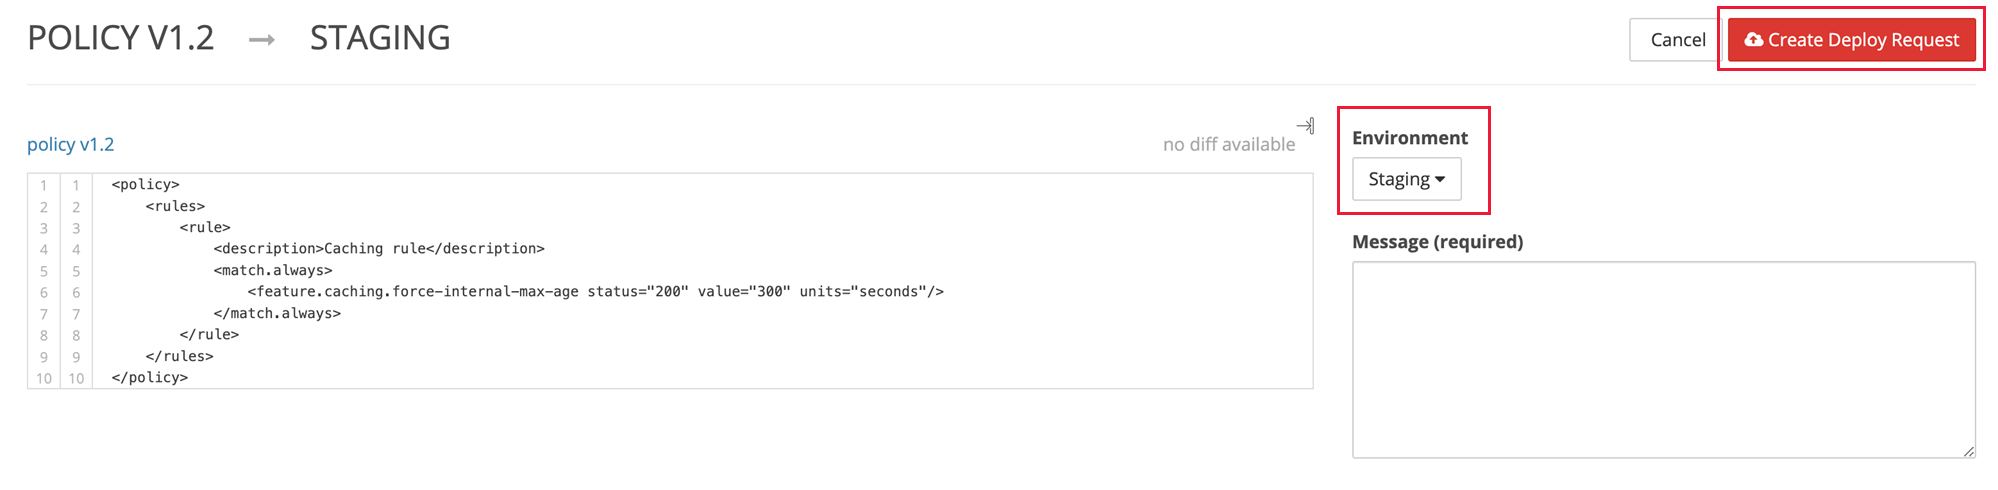 POLICY V1.2 → STAGING
Cancel
Create Deploy Request
policy v1.2
no diff available
1 1 <policy>
2 2 <rules>
3 3 <rule>
4 4 <description>Caching rule</description>
5 5 <match.always>
6 6 <feature.caching.force-internal-max-age status="200" value="300" units="seconds"/>
7 7 </match.always>
8 8 </rule>
9 9 </rules>
10 10 </policy>
Environment
Staging
Message (required)